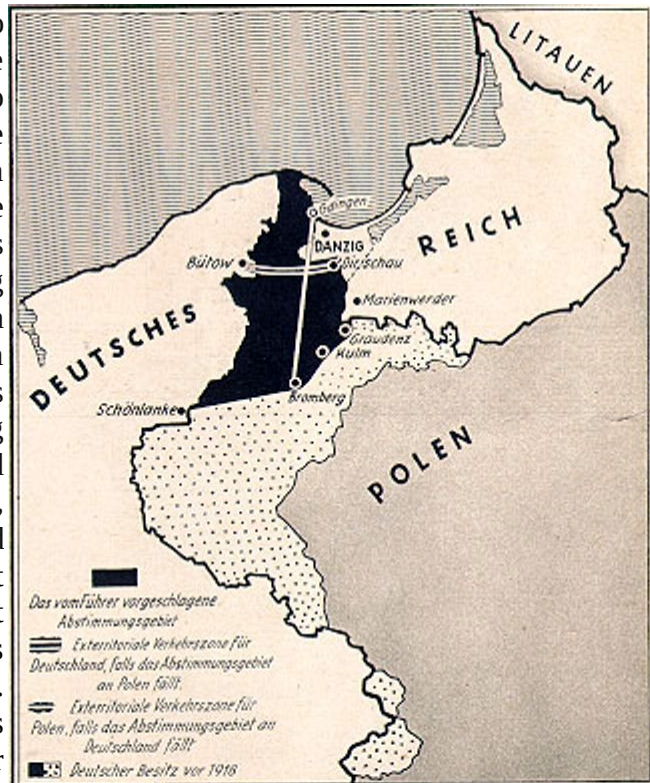 LITAUEN
Gdingen
DANZIG
REICH
Bütow
Dirschau
Marienwerder
DEUTSCHES
Graudenz
Kulm
Bromberg
Schönlanke
POLEN
Das vom Führer vorgeschlagene
Abstimmungsgebiet
Exterritoriale Verkehrszone für
Deutschland, falls das Abstimmungsgebiet
an Polen fällt.
Exterritoriale Verkehrszone für
Polen, falls das Abstimmungsgebiet an
Deutschland fällt
Deutscher Besitz vor 1918